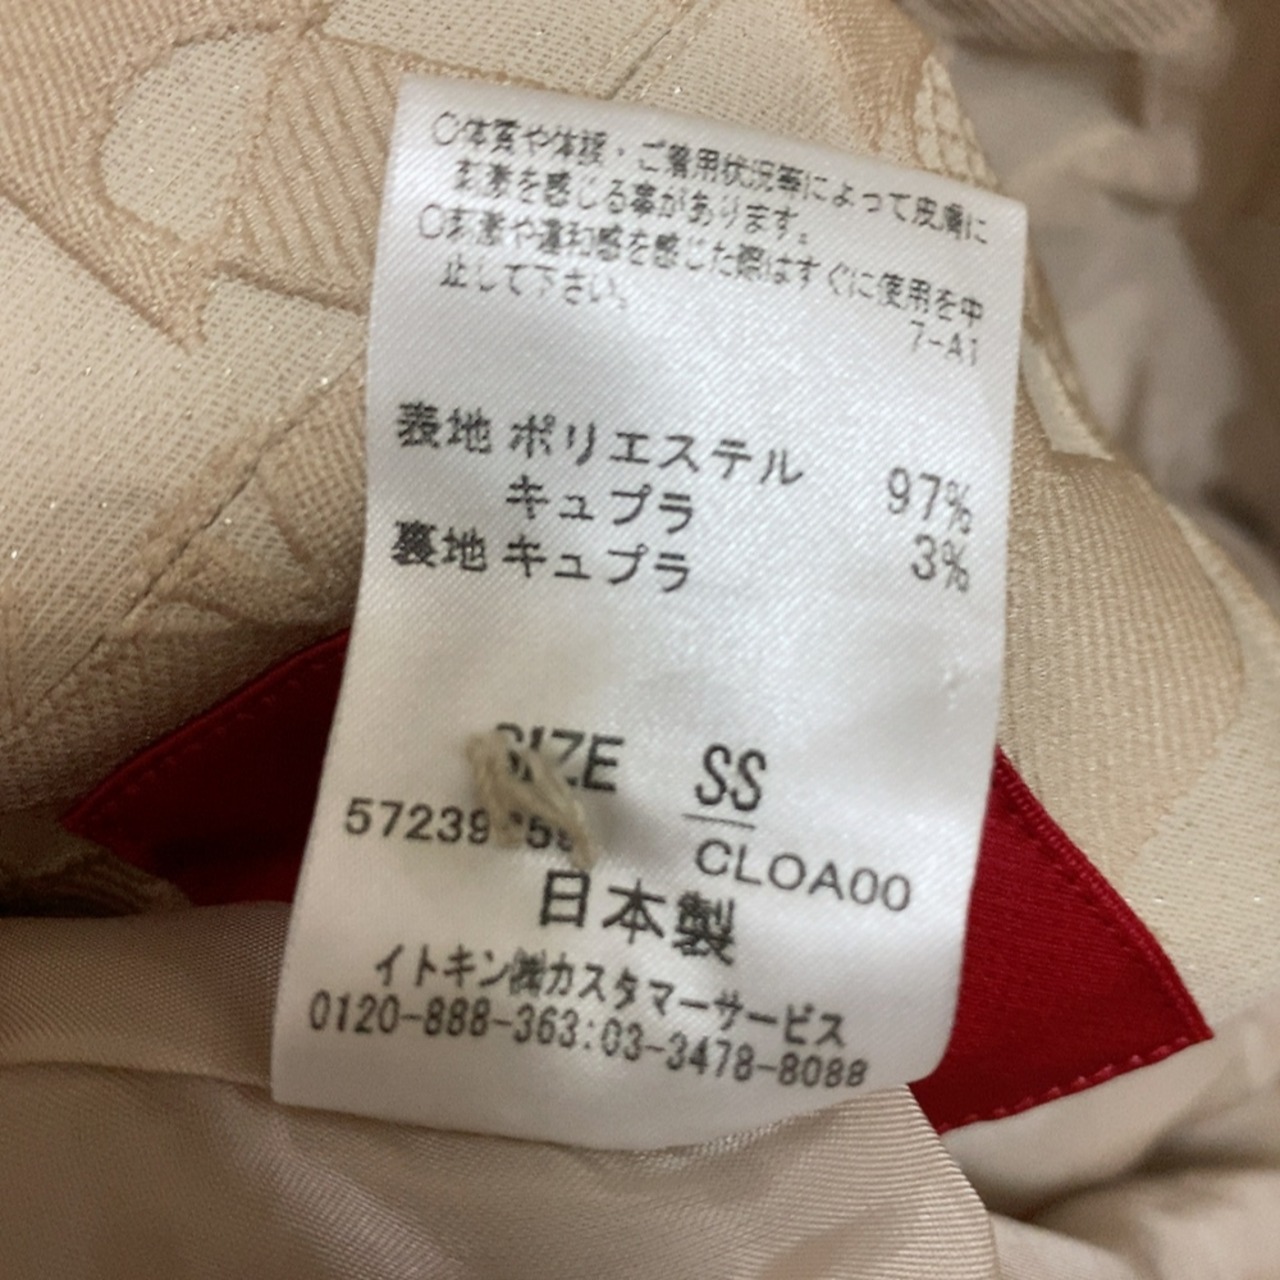 ○体質や体調・ご着用状況等によって皮膚に
刺激を感じる事があります。
○刺激や違和感を感じた際はすぐに使用を中
止して下さい。
7-A1
表地 ポリエステル 97%
キュプラ 3%
裏地 キュプラ
SIZE SS
CLOA00
日本製
イトキン㈱カスタマーサービス
0120-888-363:03-3478-8088